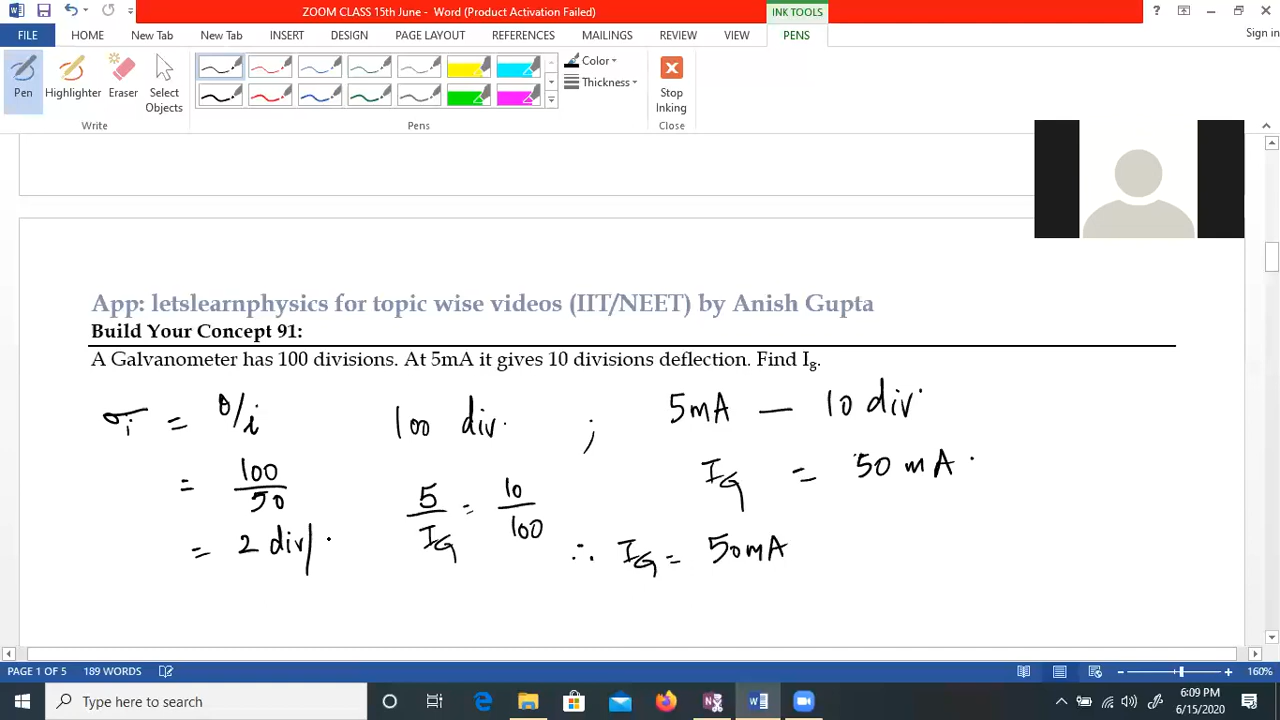 ZOOM CLASS 15th June - Word (Product Activation Failed)
INK TOOLS
FILE HOME New Tab New Tab INSERT DESIGN PAGE LAYOUT REFERENCES MAILINGS REVIEW VIEW PENS Sign in
Pen Highlighter Eraser Select Objects
Color
Thickness
Stop Inking
Write Pens Close
App: letslearnphysics for topic wise videos (IIT/NEET) by Anish Gupta
Build Your Concept 91:
A Galvanometer has 100 divisions. At 5mA it gives 10 divisions deflection. Find Ig.
σi = θ/i 100 div. ; 5mA — 10 div
IG = 50 mA.
= 100/50 5/IG = 10/100
= 2 div/ ∴ IG = 50mA
PAGE 1 OF 5 189 WORDS 160%
Type here to search
6:09 PM
6/15/2020